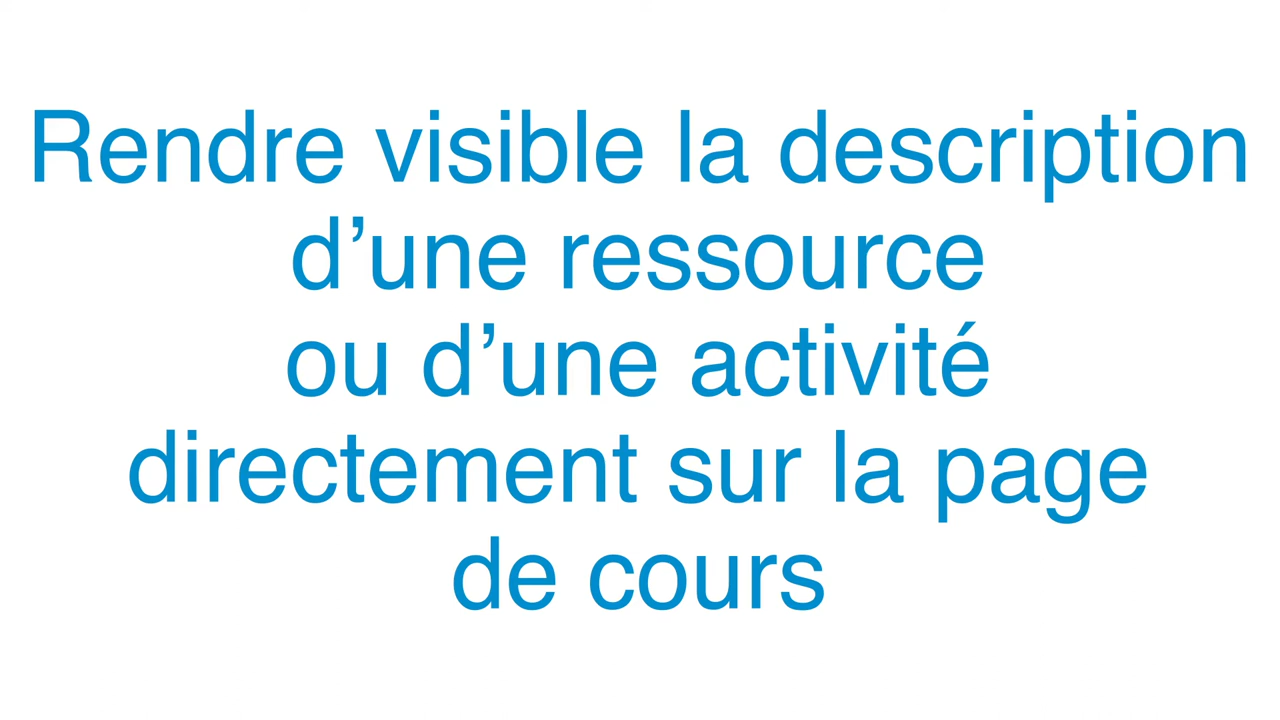 Rendre visible la description
d’une ressource
ou d’une activité
directement sur la page
de cours